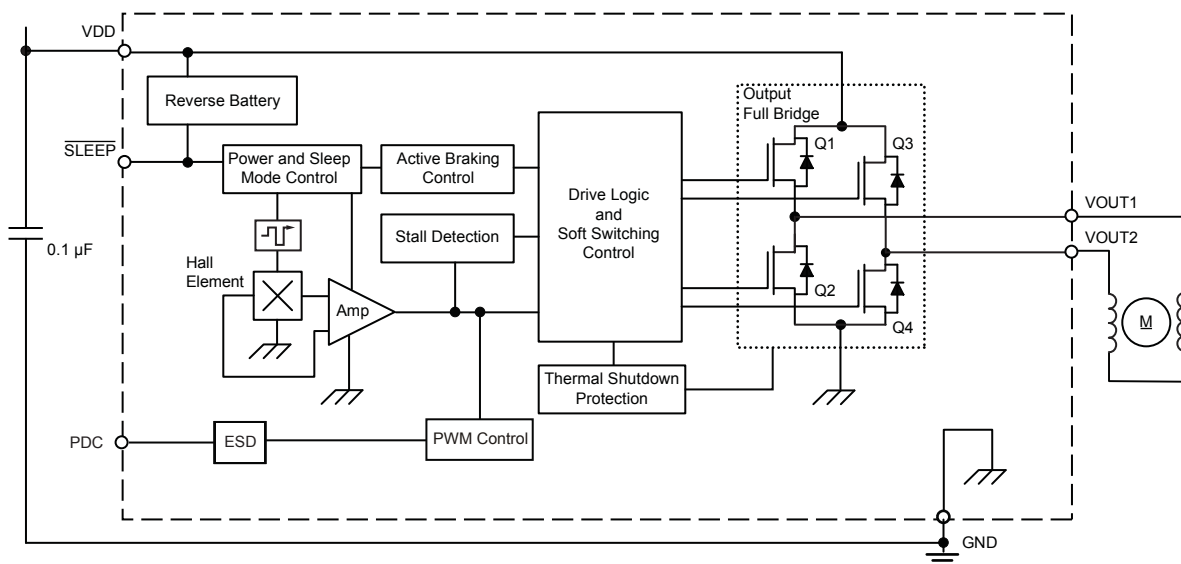 VDD
Reverse Battery
SLEEP
Power and Sleep
Mode Control
Active Braking
Control
Stall Detection
Hall
Element
Amp
Drive Logic
and
Soft Switching
Control
Output
Full Bridge
Q1
Q3
Q2
Q4
VOUT1
VOUT2
M
0.1 µF
Thermal Shutdown
Protection
PDC
ESD
PWM Control
GND